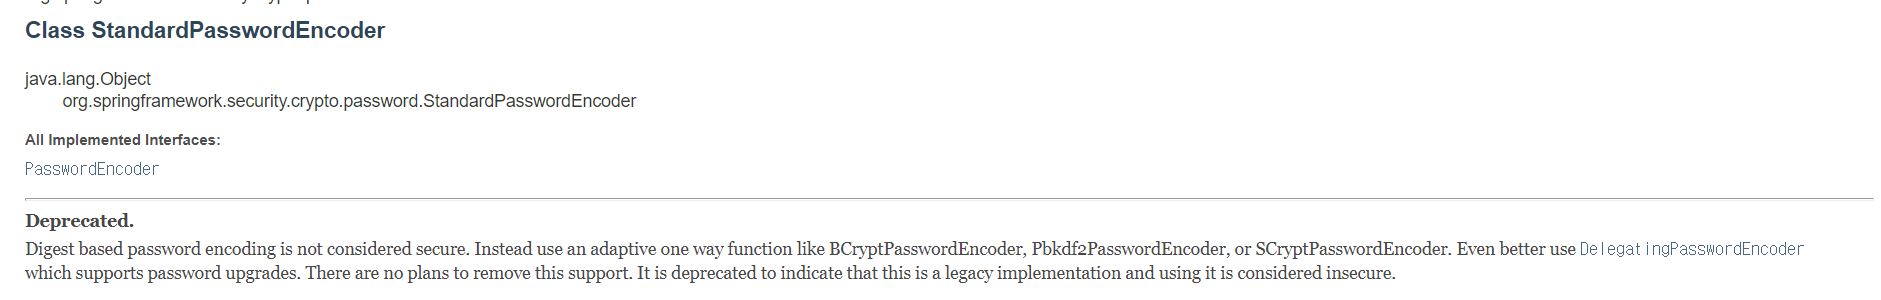 Class StandardPasswordEncoder
java.lang.Object
org.springframework.security.crypto.password.StandardPasswordEncoder
All Implemented Interfaces:
PasswordEncoder
Deprecated.
Digest based password encoding is not considered secure. Instead use an adaptive one way function like BCryptPasswordEncoder, Pbkdf2PasswordEncoder, or SCryptPasswordEncoder. Even better use DelegatingPasswordEncoder
which supports password upgrades. There are no plans to remove this support. It is deprecated to indicate that this is a legacy implementation and using it is considered insecure.